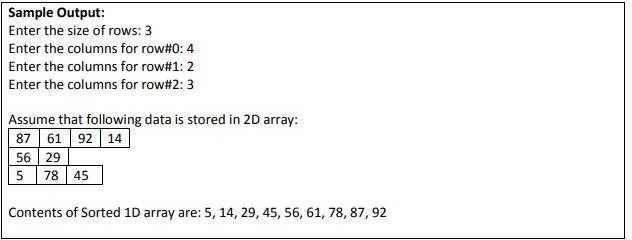 Sample Output:
Enter the size of rows: 3
Enter the columns for row#0: 4
Enter the columns for row#1: 2
Enter the columns for row#2: 3
Assume that following data is stored in 2D array:
87 61 92 14
56 29
5 78 45
Contents of Sorted 1D array are: 5, 14, 29, 45, 56, 61, 78, 87, 92